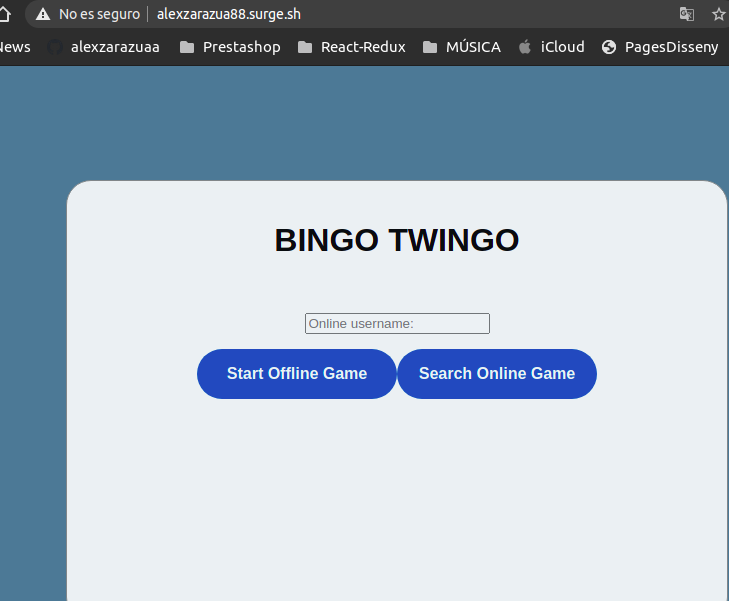 No es seguro | alexzarazua88.surge.sh
News alexzarazuaa Prestashop React-Redux MÚSICA iCloud PagesDisseny
BINGO TWINGO
Online username:
Start Offline Game Search Online Game